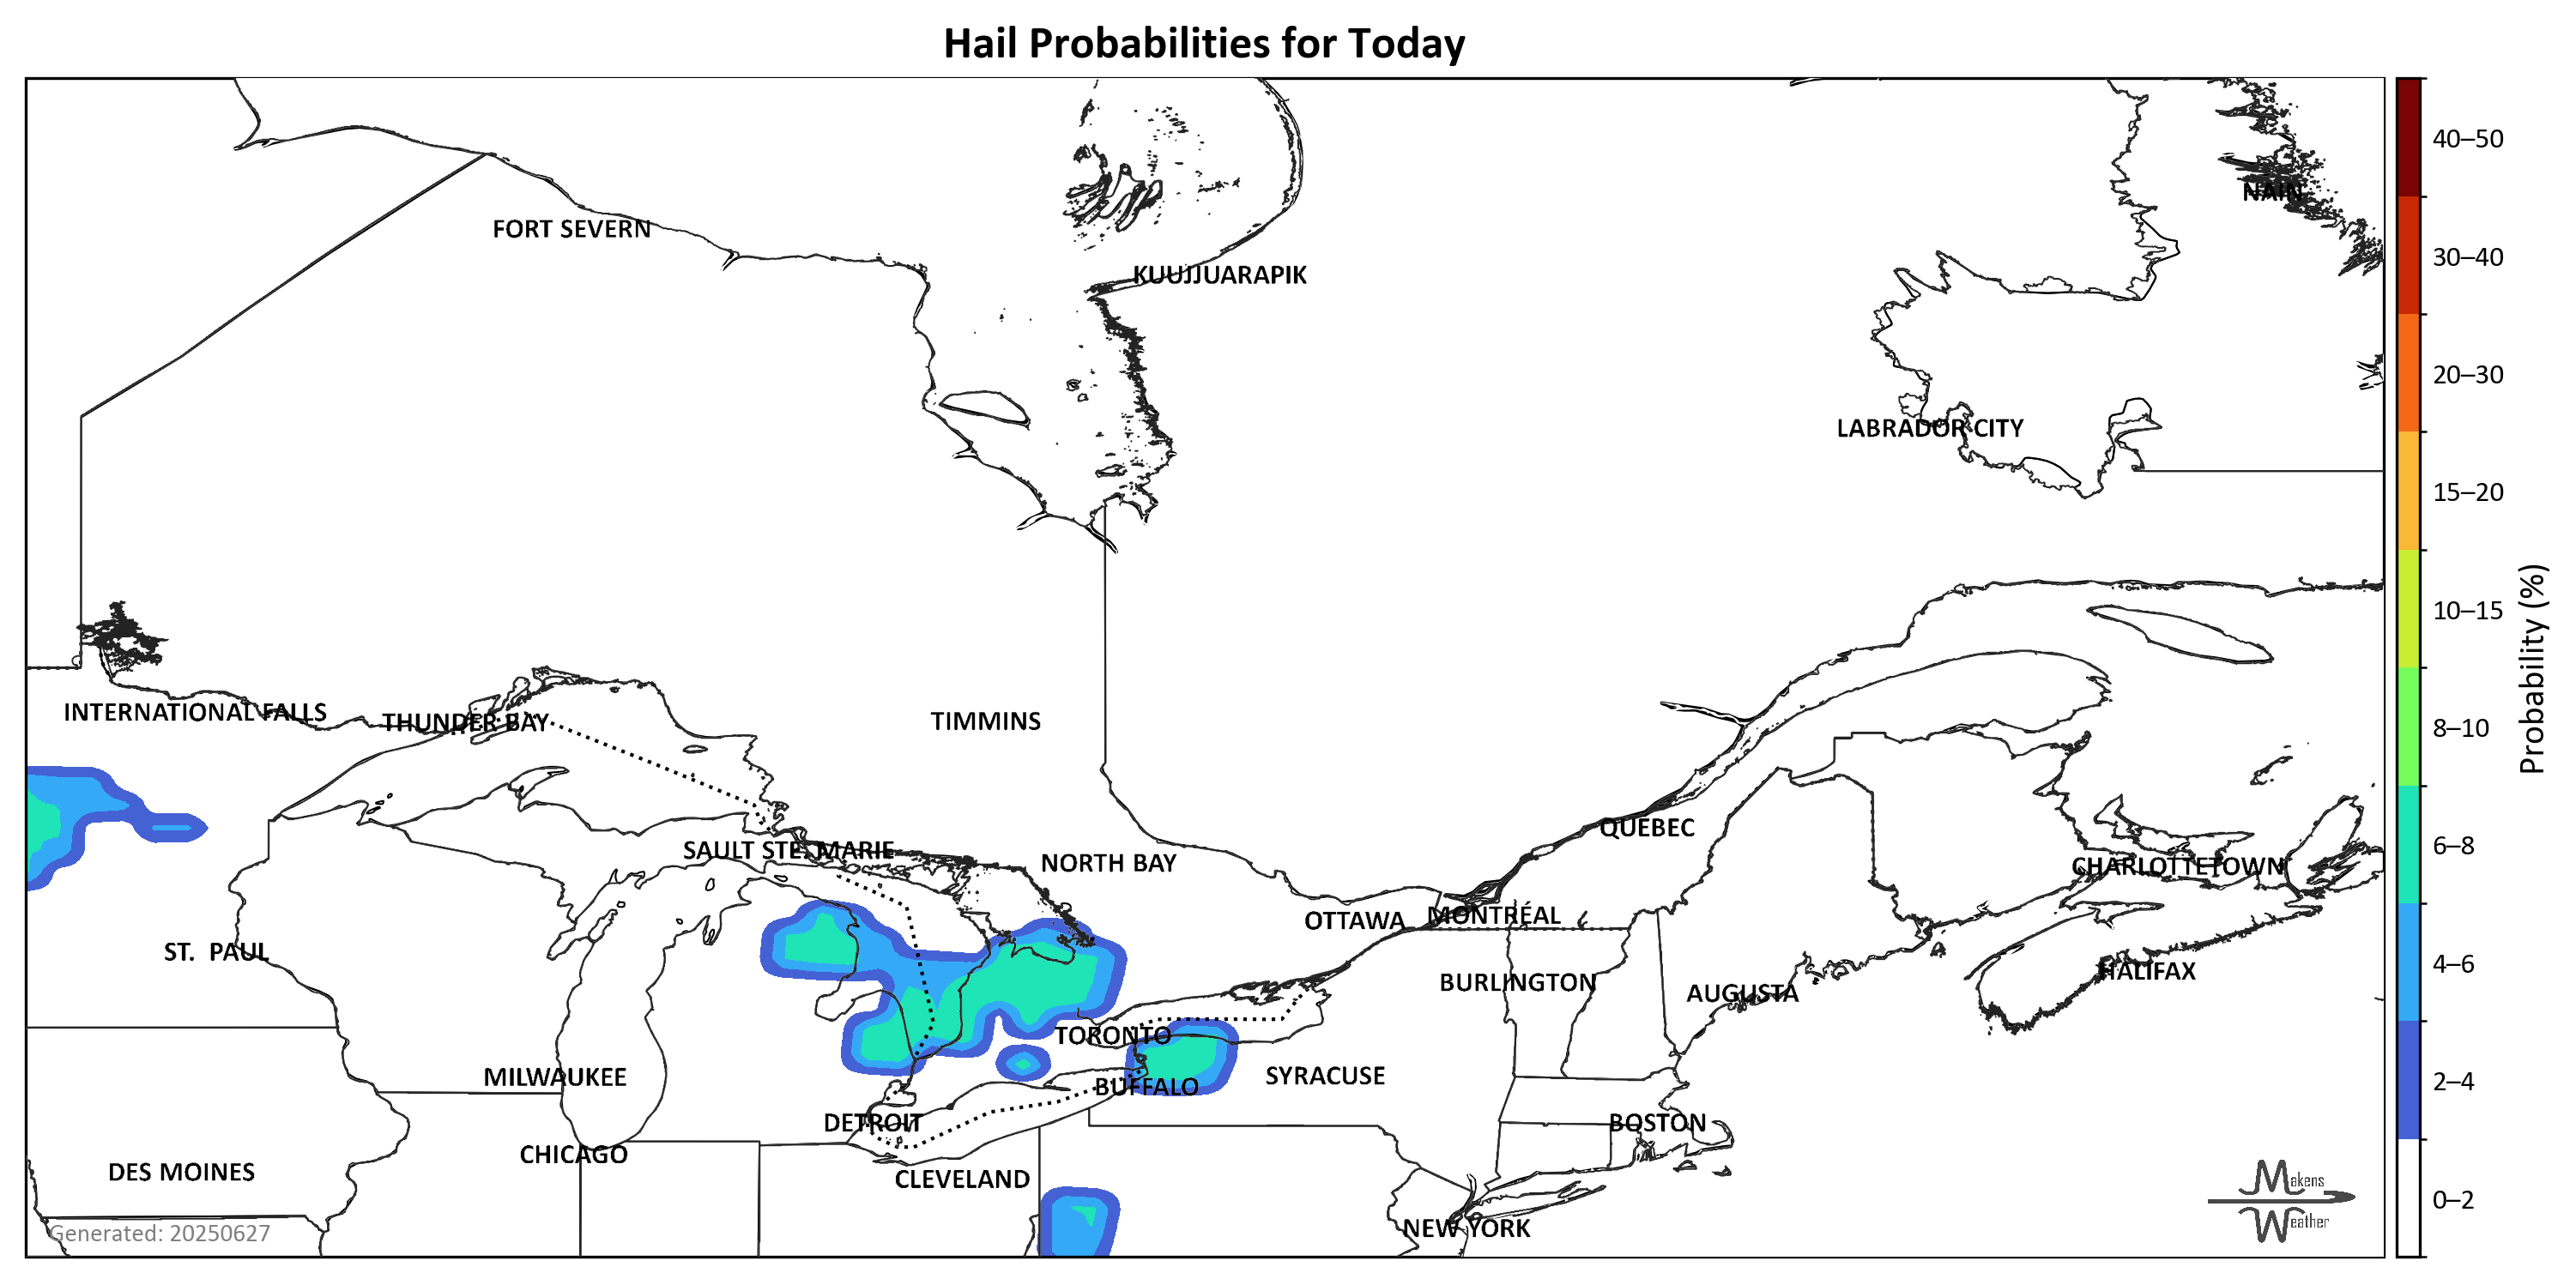 Hail Probabilities for Today
NAIN
FORT SEVERN
KUUJJUARAPIK
LABRADOR CITY
INTERNATIONAL FALLS
THUNDER BAY
TIMMINS
QUÉBEC
SAULT STE. MARIE
NORTH BAY
CHARLOTTETOWN
OTTAWA
MONTRÉAL
ST. PAUL
HALIFAX
BURLINGTON
AUGUSTA
TORONTO
MILWAUKEE
BUFFALO
SYRACUSE
DETROIT
BOSTON
CHICAGO
DES MOINES
CLEVELAND
NEW YORK
Generated: 20250627
Makens
Weather
40–50
30–40
20–30
15–20
10–15
8–10
6–8
4–6
2–4
0–2
Probability (%)